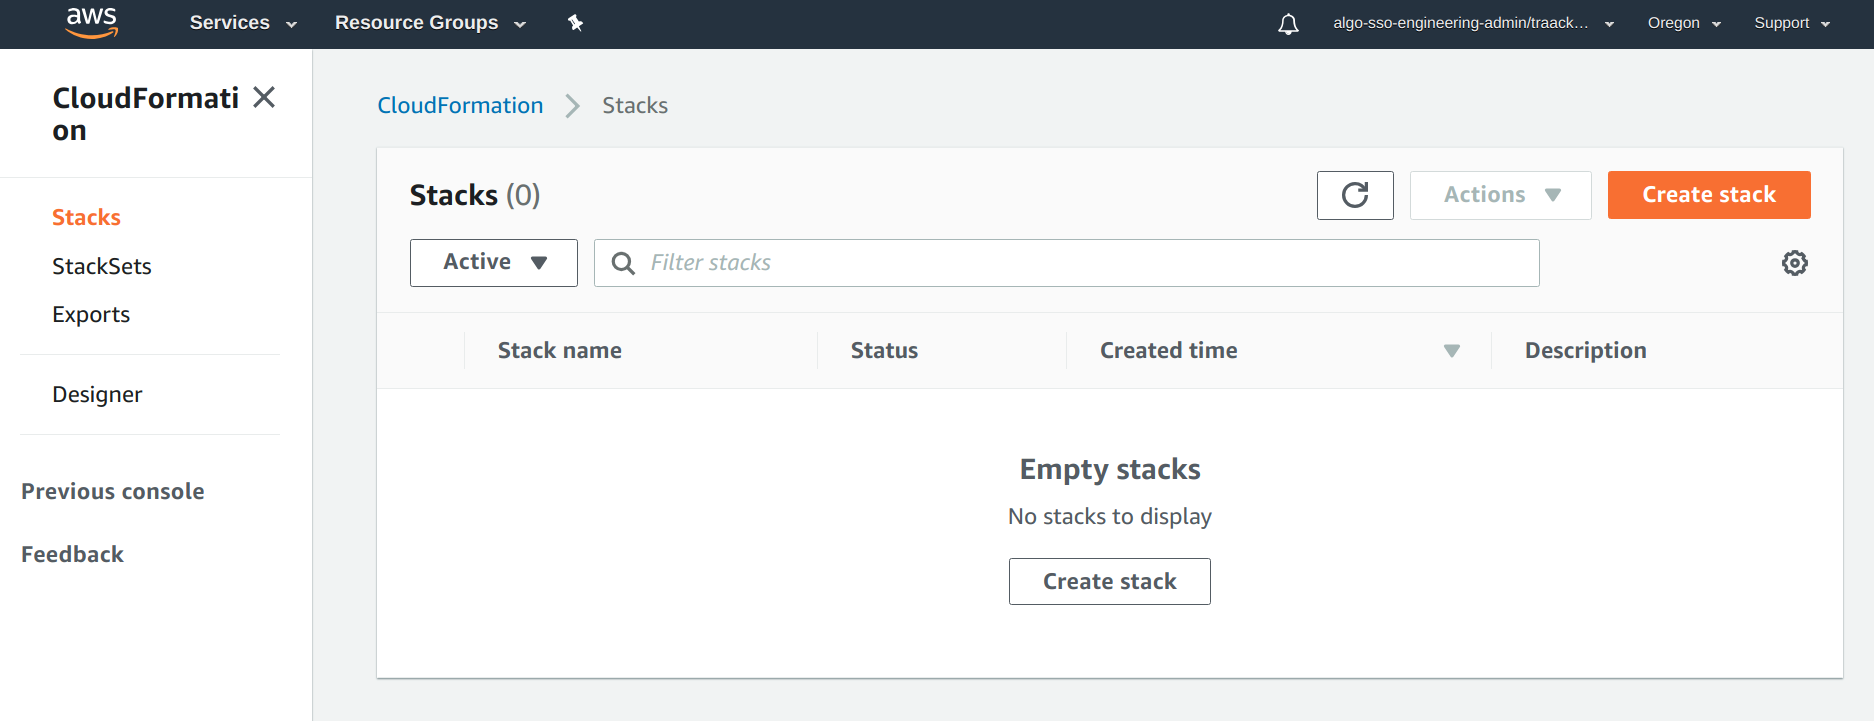 aws
Services
Resource Groups
algo-sso-engineering-admin/traack...
Oregon
Support
CloudFormati
on
Stacks
StackSets
Exports
Designer
Previous console
Feedback
CloudFormation
Stacks
Stacks (0)
Actions
Create stack
Active
Filter stacks
Stack name
Status
Created time
Description
Empty stacks
No stacks to display
Create stack